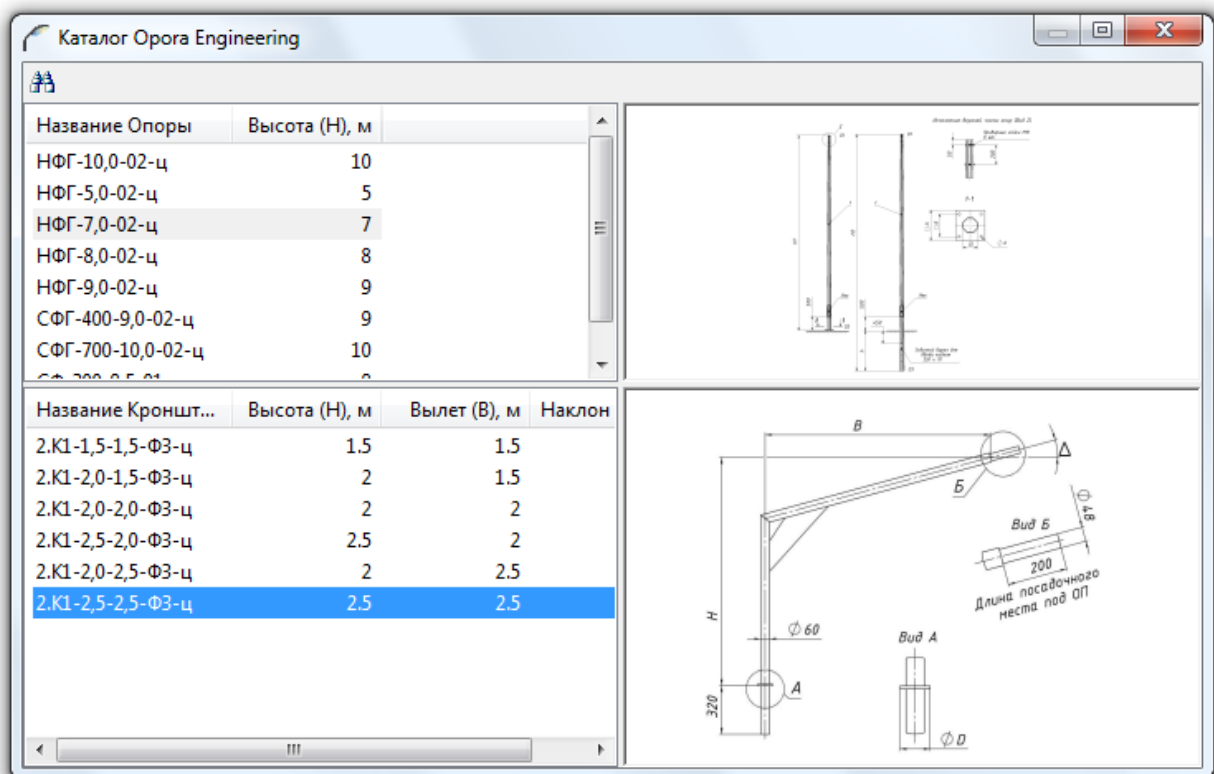 Каталог Opora Engineering
Название Опоры Высота (H), м
НФГ-10,0-02-ц 10
НФГ-5,0-02-ц 5
НФГ-7,0-02-ц 7
НФГ-8,0-02-ц 8
НФГ-9,0-02-ц 9
СФГ-400-9,0-02-ц 9
СФГ-700-10,0-02-ц 10
1-1
Название Кроншт... Высота (H), м Вылет (В), м Наклон
2.К1-1,5-1,5-Ф3-ц 1.5 1.5
2.К1-2,0-1,5-Ф3-ц 2 1.5
2.К1-2,0-2,0-Ф3-ц 2 2
2.К1-2,5-2,0-Ф3-ц 2.5 2
2.К1-2,0-2,5-Ф3-ц 2 2.5
2.К1-2,5-2,5-Ф3-ц 2.5 2.5
В
Δ
Б
Вид Б
Ø 48
200
Длина посадочного
места под ОП
H
Ø 60
Вид А
А
320
Ø D